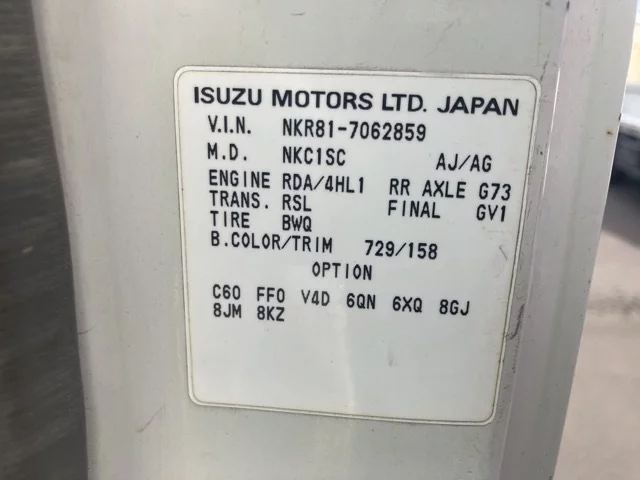 ISUZU MOTORS LTD. JAPAN
V.I.N. NKR81-7062859
M.D. NKC1SC AJ/AG
ENGINE RDA/4HL1 RR AXLE G73
TRANS. RSL FINAL GV1
TIRE BWQ
B.COLOR/TRIM 729/158
OPTION
C60 FF0 V4D 6QN 6XQ 8GJ
8JM 8KZ